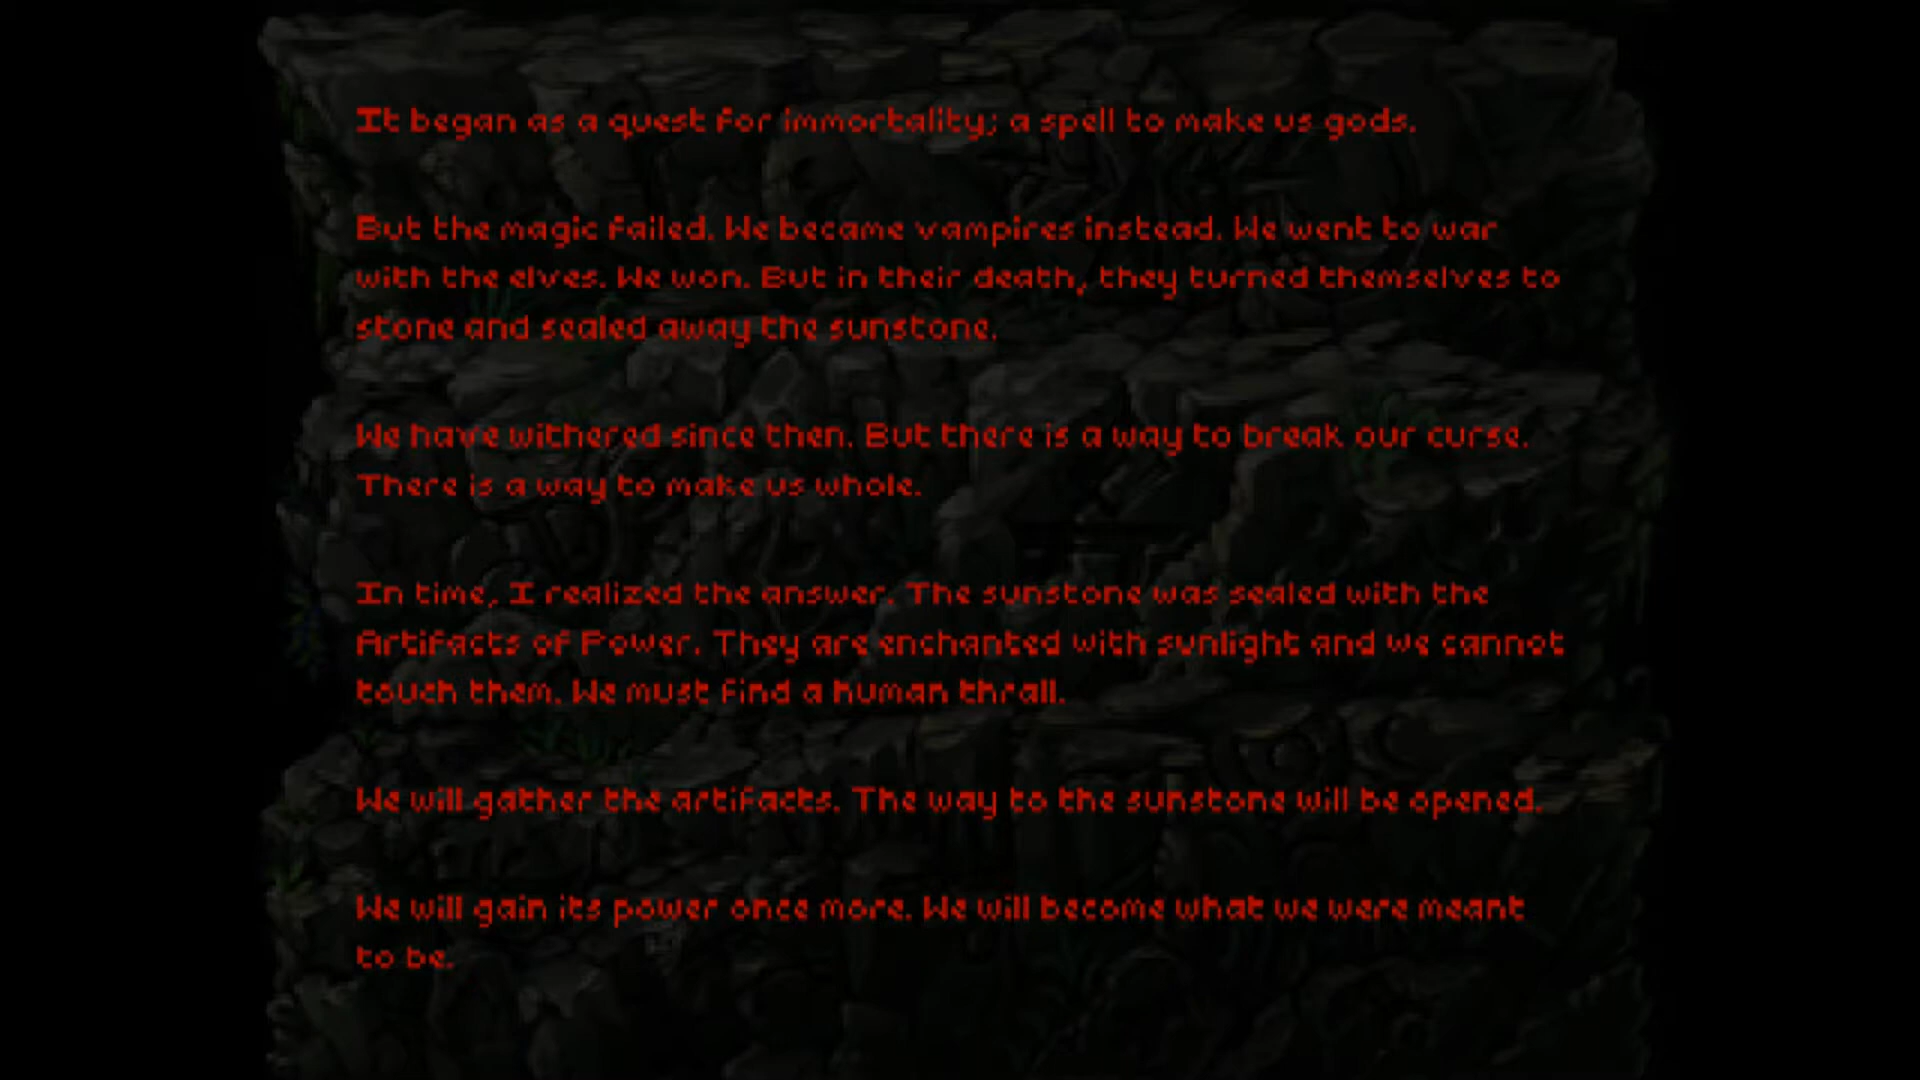 It began as a quest for immortality; a spell to make us gods.
But the magic failed. We became vampires instead. We went to war
with the elves. We won. But in their death, they turned themselves to
stone and sealed away the sunstone.
We have withered since then. But there is a way to break our curse.
There is a way to make us whole.
In time, I realized the answer. The sunstone was sealed with the
Artifacts of Power. They are enchanted with sunlight and we cannot
touch them. We must find a human thrall.
We will gather the artifacts. The way to the sunstone will be opened.
We will gain its power once more. We will become what we were meant
to be.